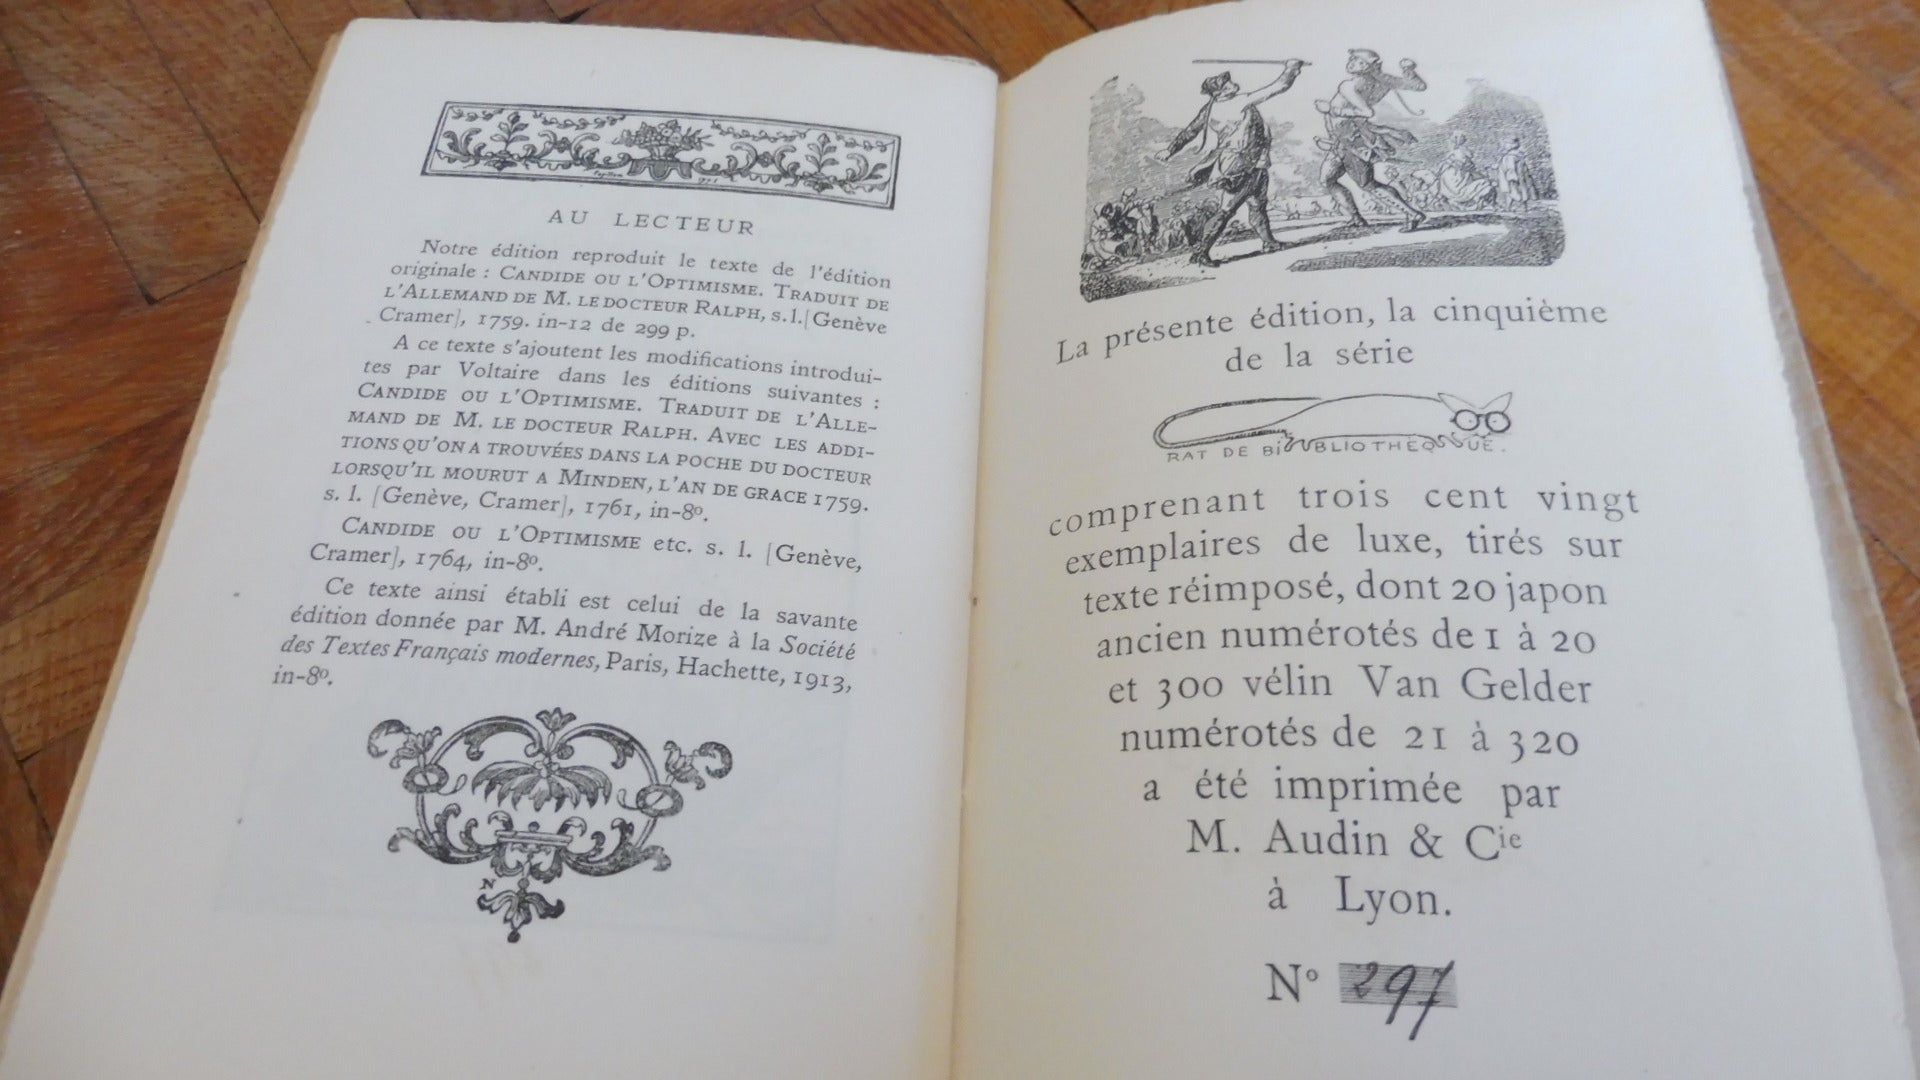 Papillon
AU LECTEUR
Notre édition reproduit le texte de l'édition
originale : CANDIDE OU L'OPTIMISME. TRADUIT DE
L'ALLEMAND DE M. LE DOCTEUR RALPH, s.l.[Genève
Cramer], 1759. in-12 de 299 p.
A ce texte s'ajoutent les modifications introdui-
tes par Voltaire dans les éditions suivantes :
CANDIDE OU L'OPTIMISME. TRADUIT DE L'ALLE-
MAND DE M. LE DOCTEUR RALPH. AVEC LES ADDI-
TIONS QU'ON A TROUVÉES DANS LA POCHE DU DOCTEUR
LORSQU'IL MOURUT A MINDEN, L'AN DE GRACE 1759.
s. l. [Genève, Cramer], 1761, in-8º.
CANDIDE OU L'OPTIMISME etc. s. l. [Genève,
Cramer], 1764, in-8º.
Ce texte ainsi établi est celui de la savante
édition donnée par M. André Morize à la Société
des Textes Français modernes, Paris, Hachette, 1913,
in-8º.
N
La présente édition, la cinquième
de la série
RAT DE BIBLIOTHÈQUE.
comprenant trois cent vingt
exemplaires de luxe, tirés sur
texte réimposé, dont 20 japon
ancien numérotés de 1 à 20
et 300 vélin Van Gelder
numérotés de 21 à 320
a été imprimée par
M. Audin & Cie
à Lyon.
Nº 297